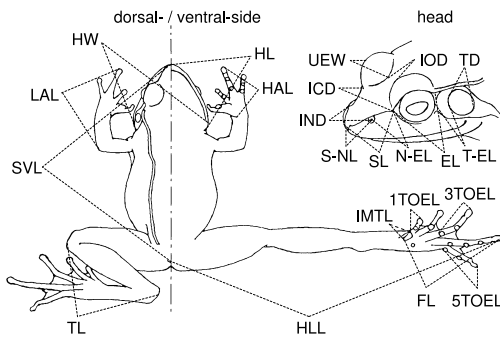 dorsal- / ventral-side
head
HW
HL
UEW
IOD
TD
LAL
HAL
ICD
IND
S-NL
SL
N-EL
EL
T-EL
SVL
1TOEL
3TOEL
IMTL
TL
HLL
FL
5TOEL